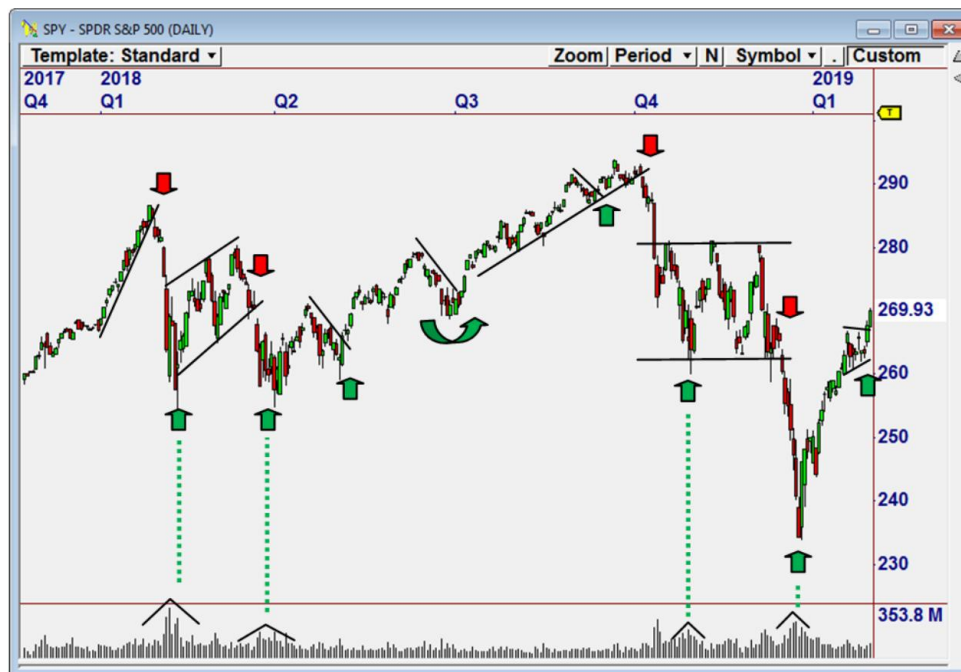 SPY - SPDR S&P 500 (DAILY)
Template: Standard Zoom Period N Symbol . Custom
2017 2018 2019
Q4 Q1 Q2 Q3 Q4 Q1
T
290
280
269.93
260
250
240
230
353.8 M